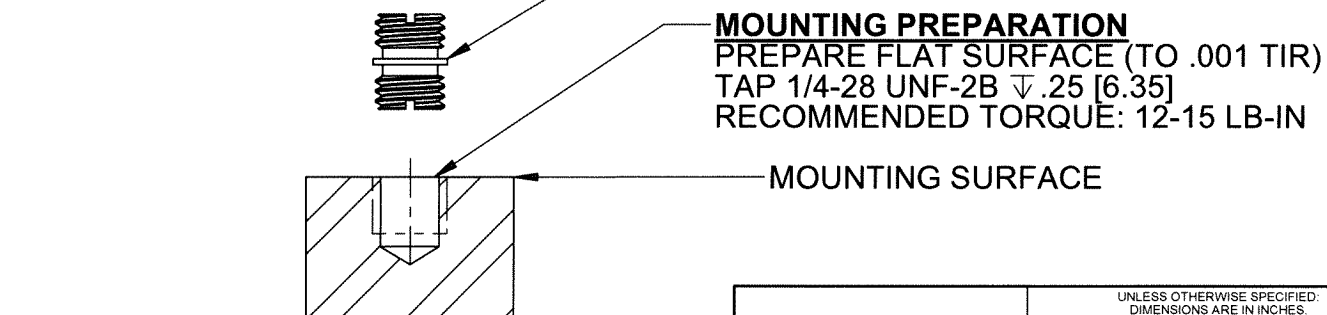 MOUNTING PREPARATION
PREPARE FLAT SURFACE (TO .001 TIR)
TAP 1/4-28 UNF-2B ↧ .25 [6.35]
RECOMMENDED TORQUE: 12-15 LB-IN
MOUNTING SURFACE
UNLESS OTHERWISE SPECIFIED:
DIMENSIONS ARE IN INCHES.